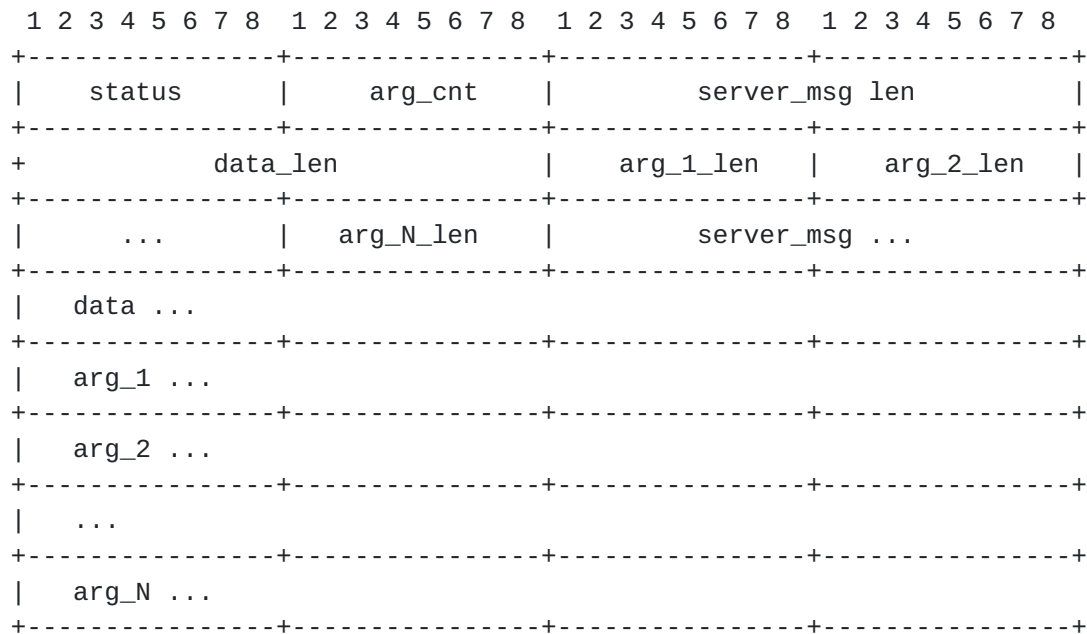 1 2 3 4 5 6 7 8  1 2 3 4 5 6 7 8  1 2 3 4 5 6 7 8  1 2 3 4 5 6 7 8
+----------------+----------------+----------------+----------------+
|    status      |     arg_cnt    |         server_msg len          |
+----------------+----------------+----------------+----------------+
+            data_len             |    arg_1_len   |    arg_2_len   |
+----------------+----------------+----------------+----------------+
|      ...       |   arg_N_len    |         server_msg ...
+----------------+----------------+----------------+----------------+
|   data ...
+----------------+----------------+----------------+----------------+
|   arg_1 ...
+----------------+----------------+----------------+----------------+
|   arg_2 ...
+----------------+----------------+----------------+----------------+
|   ...
+----------------+----------------+----------------+----------------+
|   arg_N ...
+----------------+----------------+----------------+----------------+